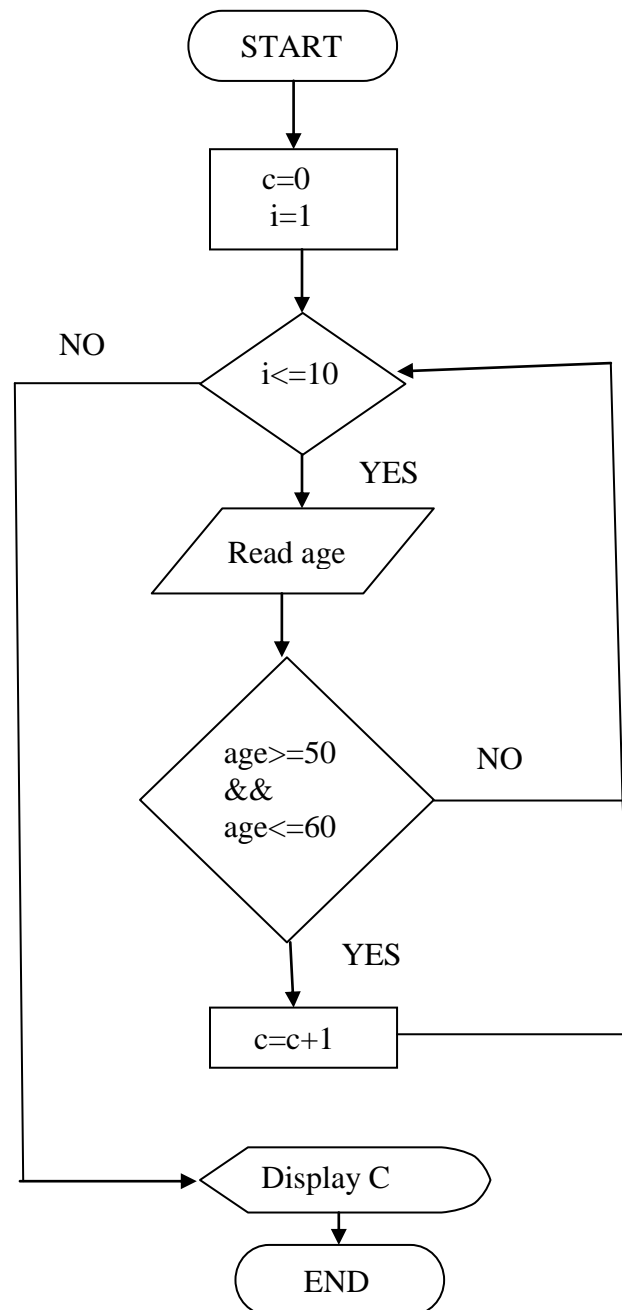 START
c=0
i=1
NO
i<=10
YES
Read age
age>=50
&&
age<=60
NO
YES
c=c+1
Display C
END